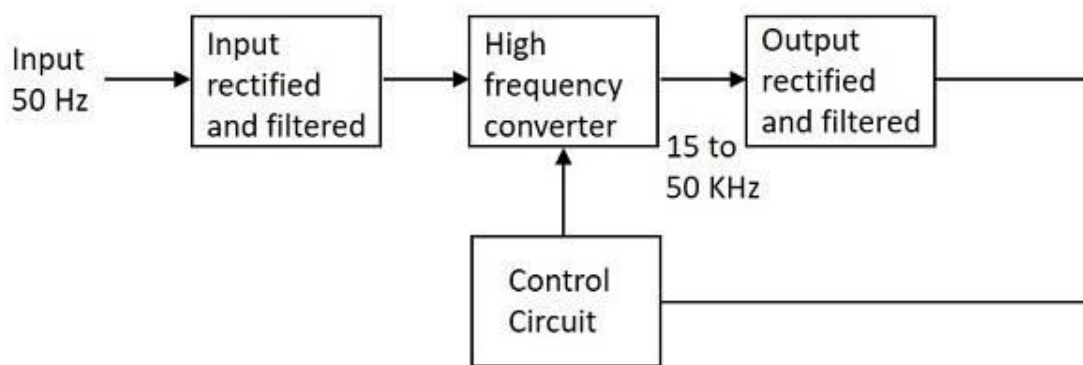 Input
50 Hz
Input
rectified
and filtered
High
frequency
converter
15 to
50 KHz
Output
rectified
and filtered
Control
Circuit